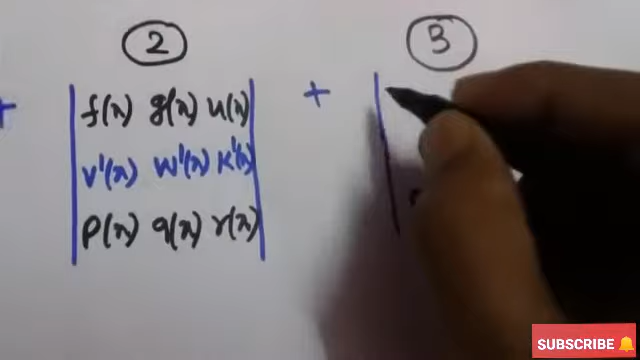 2 3
+ | f(x) g(x) u(x) | + |
| v'(x) w'(x) k'(x) |
| p(x) q(x) r(x) |
SUBSCRIBE 🔔